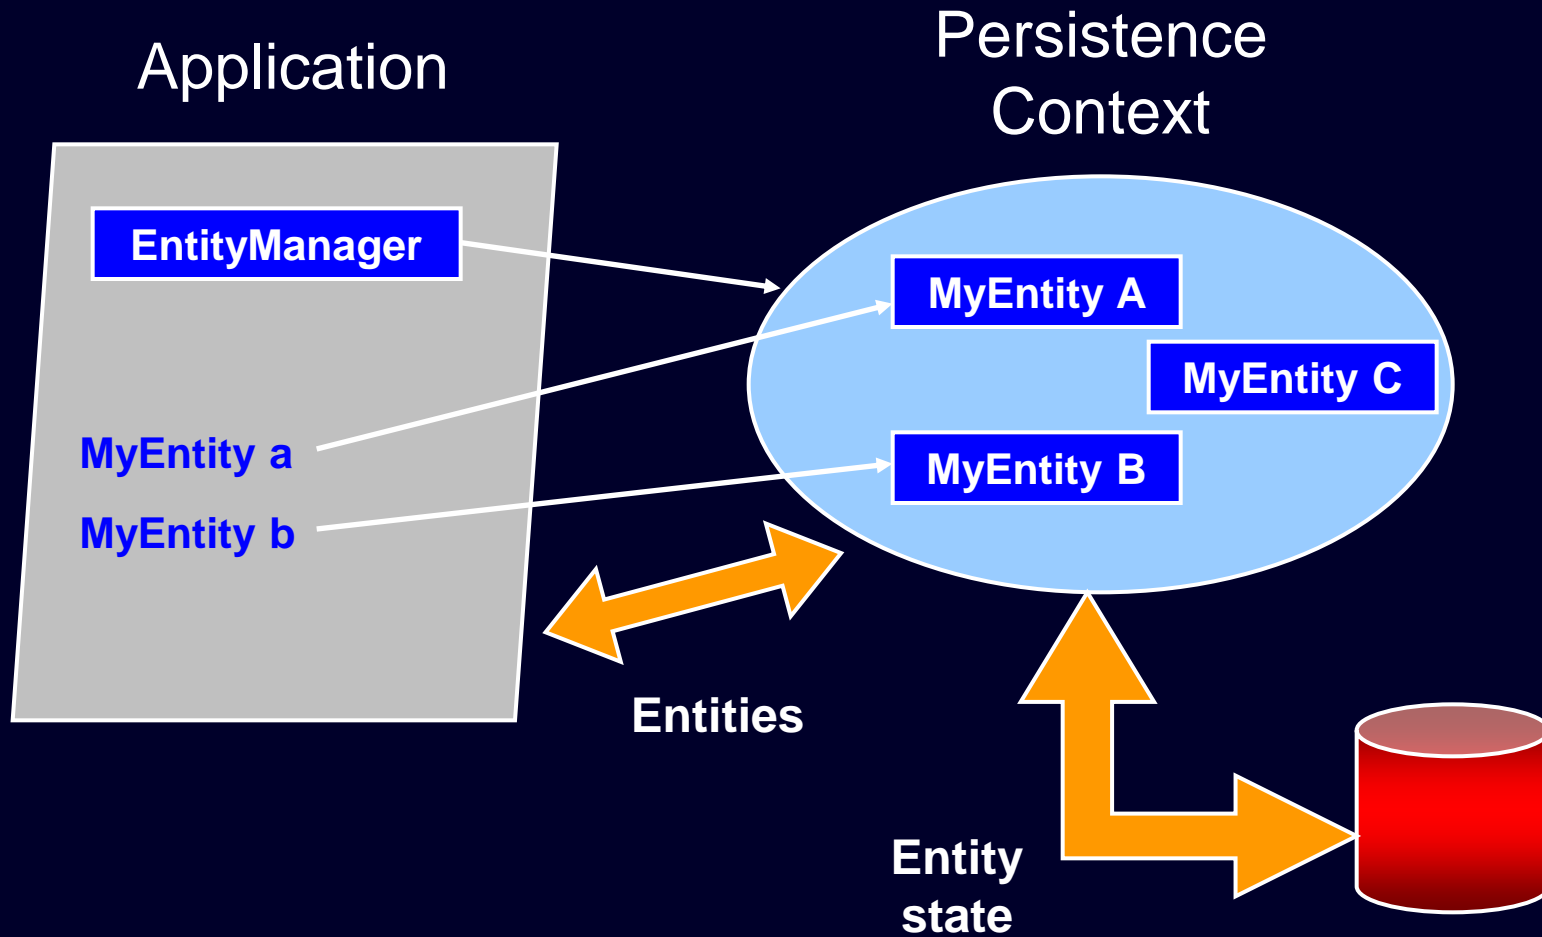 Application
Persistence
Context
EntityManager
MyEntity A
MyEntity C
MyEntity a
MyEntity B
MyEntity b
Entities
Entity
state